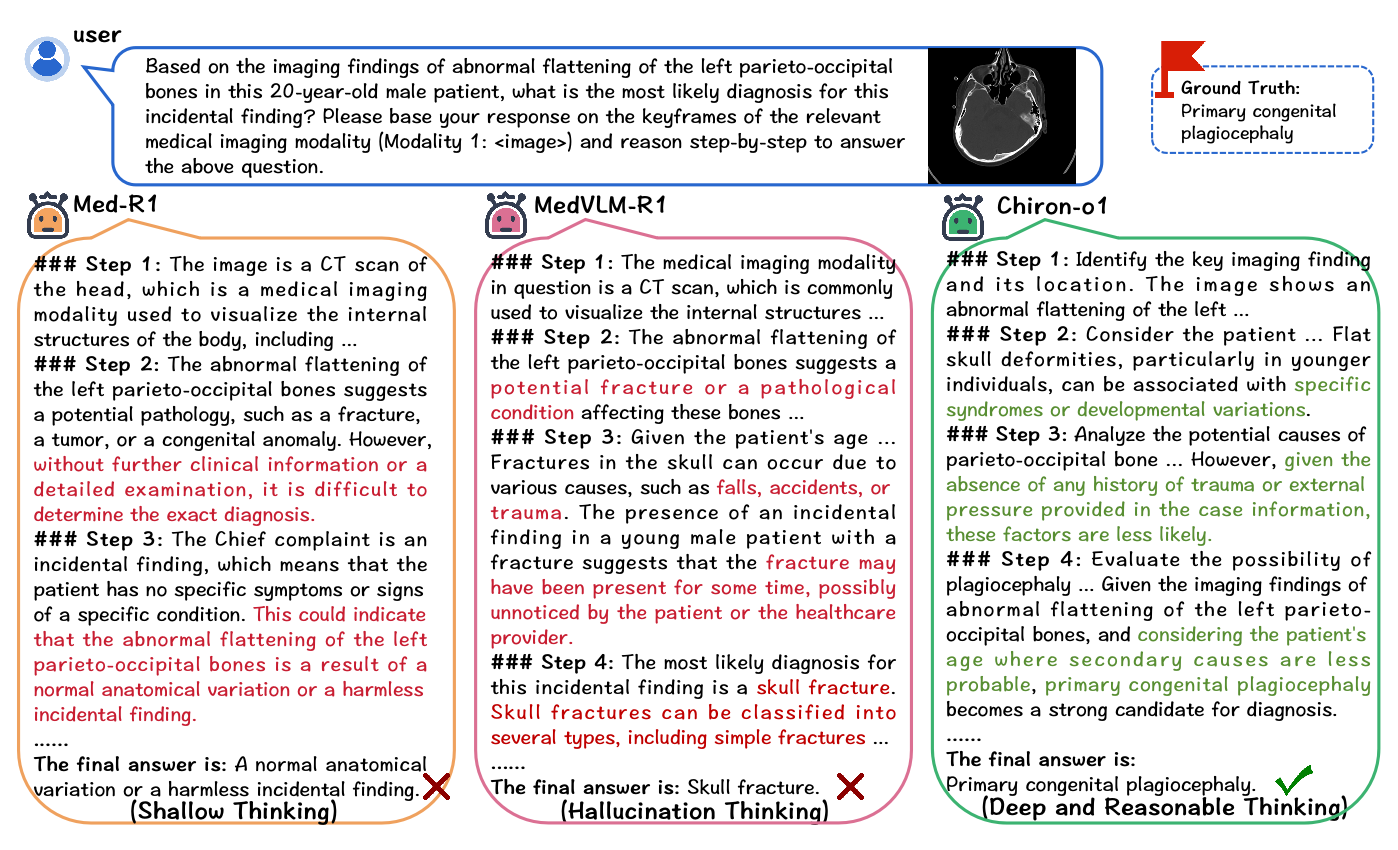 user
Based on the imaging findings of abnormal flattening of the left parieto-occipital
bones in this 20-year-old male patient, what is the most likely diagnosis for this
incidental finding? Please base your response on the keyframes of the relevant
medical imaging modality (Modality 1: <image>) and reason step-by-step to answer
the above question.
Ground Truth:
Primary congenital
plagiocephaly
Med-R1
### Step 1: The image is a CT scan of
the head, which is a medical imaging
modality used to visualize the internal
structures of the body, including ...
### Step 2: The abnormal flattening of
the left parieto-occipital bones suggests
a potential pathology, such as a fracture,
a tumor, or a congenital anomaly. However,
without further clinical information or a
detailed examination, it is difficult to
determine the exact diagnosis.
### Step 3: The Chief complaint is an
incidental finding, which means that the
patient has no specific symptoms or signs
of a specific condition. This could indicate
that the abnormal flattening of the left
parieto-occipital bones is a result of a
normal anatomical variation or a harmless
incidental finding.
......
The final answer is: A normal anatomical
variation or a harmless incidental finding.
(Shallow Thinking)
MedVLM-R1
### Step 1: The medical imaging modality
in question is a CT scan, which is commonly
used to visualize the internal structures ...
### Step 2: The abnormal flattening of
the left parieto-occipital bones suggests a
potential fracture or a pathological
condition affecting these bones ...
### Step 3: Given the patient's age ...
Fractures in the skull can occur due to
various causes, such as falls, accidents, or
trauma. The presence of an incidental
finding in a young male patient with a
fracture suggests that the fracture may
have been present for some time, possibly
unnoticed by the patient or the healthcare
provider.
### Step 4: The most likely diagnosis for
this incidental finding is a skull fracture.
Skull fractures can be classified into
several types, including simple fractures ...
......
The final answer is: Skull fracture.
(Hallucination Thinking)
Chiron-o1
### Step 1: Identify the key imaging finding
and its location. The image shows an
abnormal flattening of the left ...
### Step 2: Consider the patient ... Flat
skull deformities, particularly in younger
individuals, can be associated with specific
syndromes or developmental variations.
### Step 3: Analyze the potential causes of
parieto-occipital bone ... However, given the
absence of any history of trauma or external
pressure provided in the case information,
these factors are less likely.
### Step 4: Evaluate the possibility of
plagiocephaly ... Given the imaging findings of
abnormal flattening of the left parieto-
occipital bones, and considering the patient's
age where secondary causes are less
probable, primary congenital plagiocephaly
becomes a strong candidate for diagnosis.
......
The final answer is:
Primary congenital plagiocephaly.
(Deep and Reasonable Thinking)